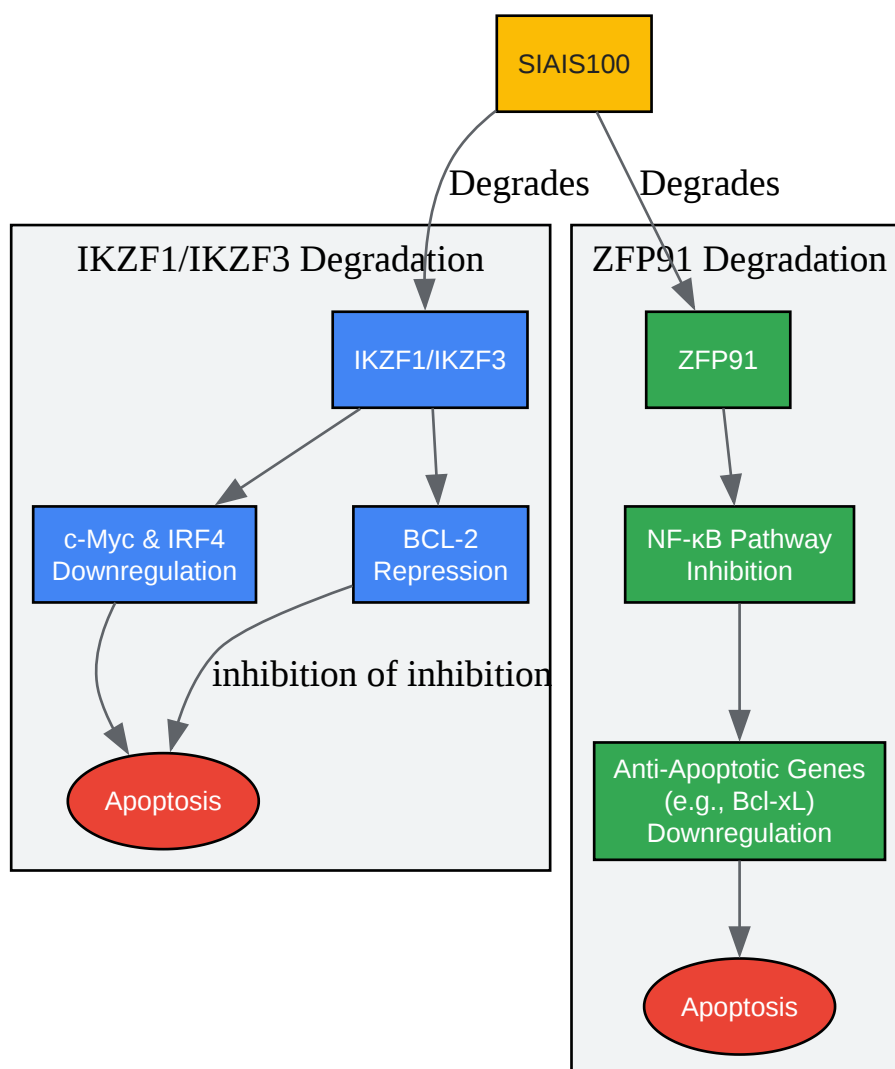 SIAIS100
Degrades
Degrades
IKZF1/IKZF3 Degradation
ZFP91 Degradation
IKZF1/IKZF3
ZFP91
c-Myc & IRF4
Downregulation
BCL-2
Repression
NF-κB Pathway
Inhibition
inhibition of inhibition
Anti-Apoptotic Genes
(e.g., Bcl-xL)
Downregulation
Apoptosis
Apoptosis